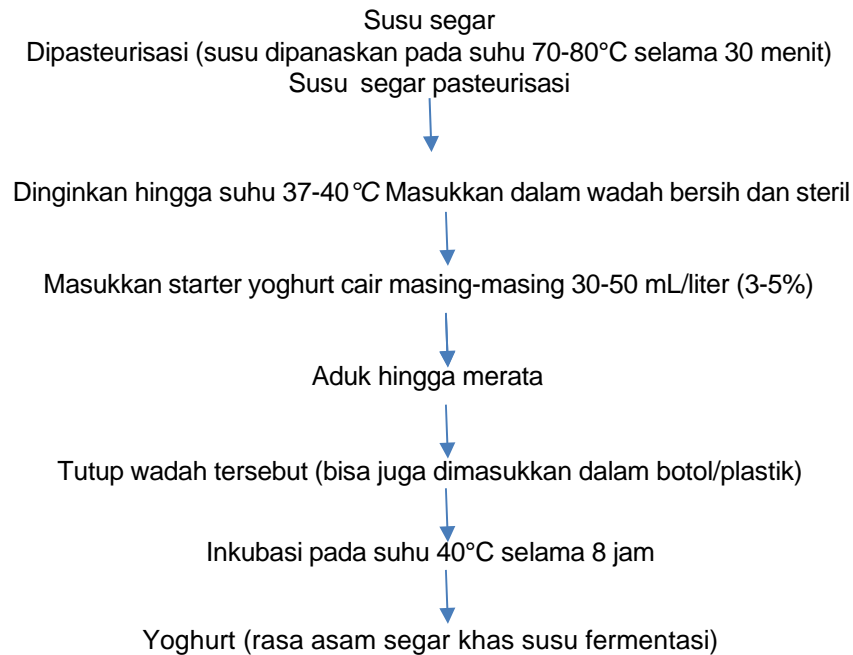 Susu segar
Dipasteurisasi (susu dipanaskan pada suhu 70-80°C selama 30 menit)
Susu segar pasteurisasi
Dinginkan hingga suhu 37-40°C Masukkan dalam wadah bersih dan steril
Masukkan starter yoghurt cair masing-masing 30-50 mL/liter (3-5%)
Aduk hingga merata
Tutup wadah tersebut (bisa juga dimasukkan dalam botol/plastik)
Inkubasi pada suhu 40°C selama 8 jam
Yoghurt (rasa asam segar khas susu fermentasi)